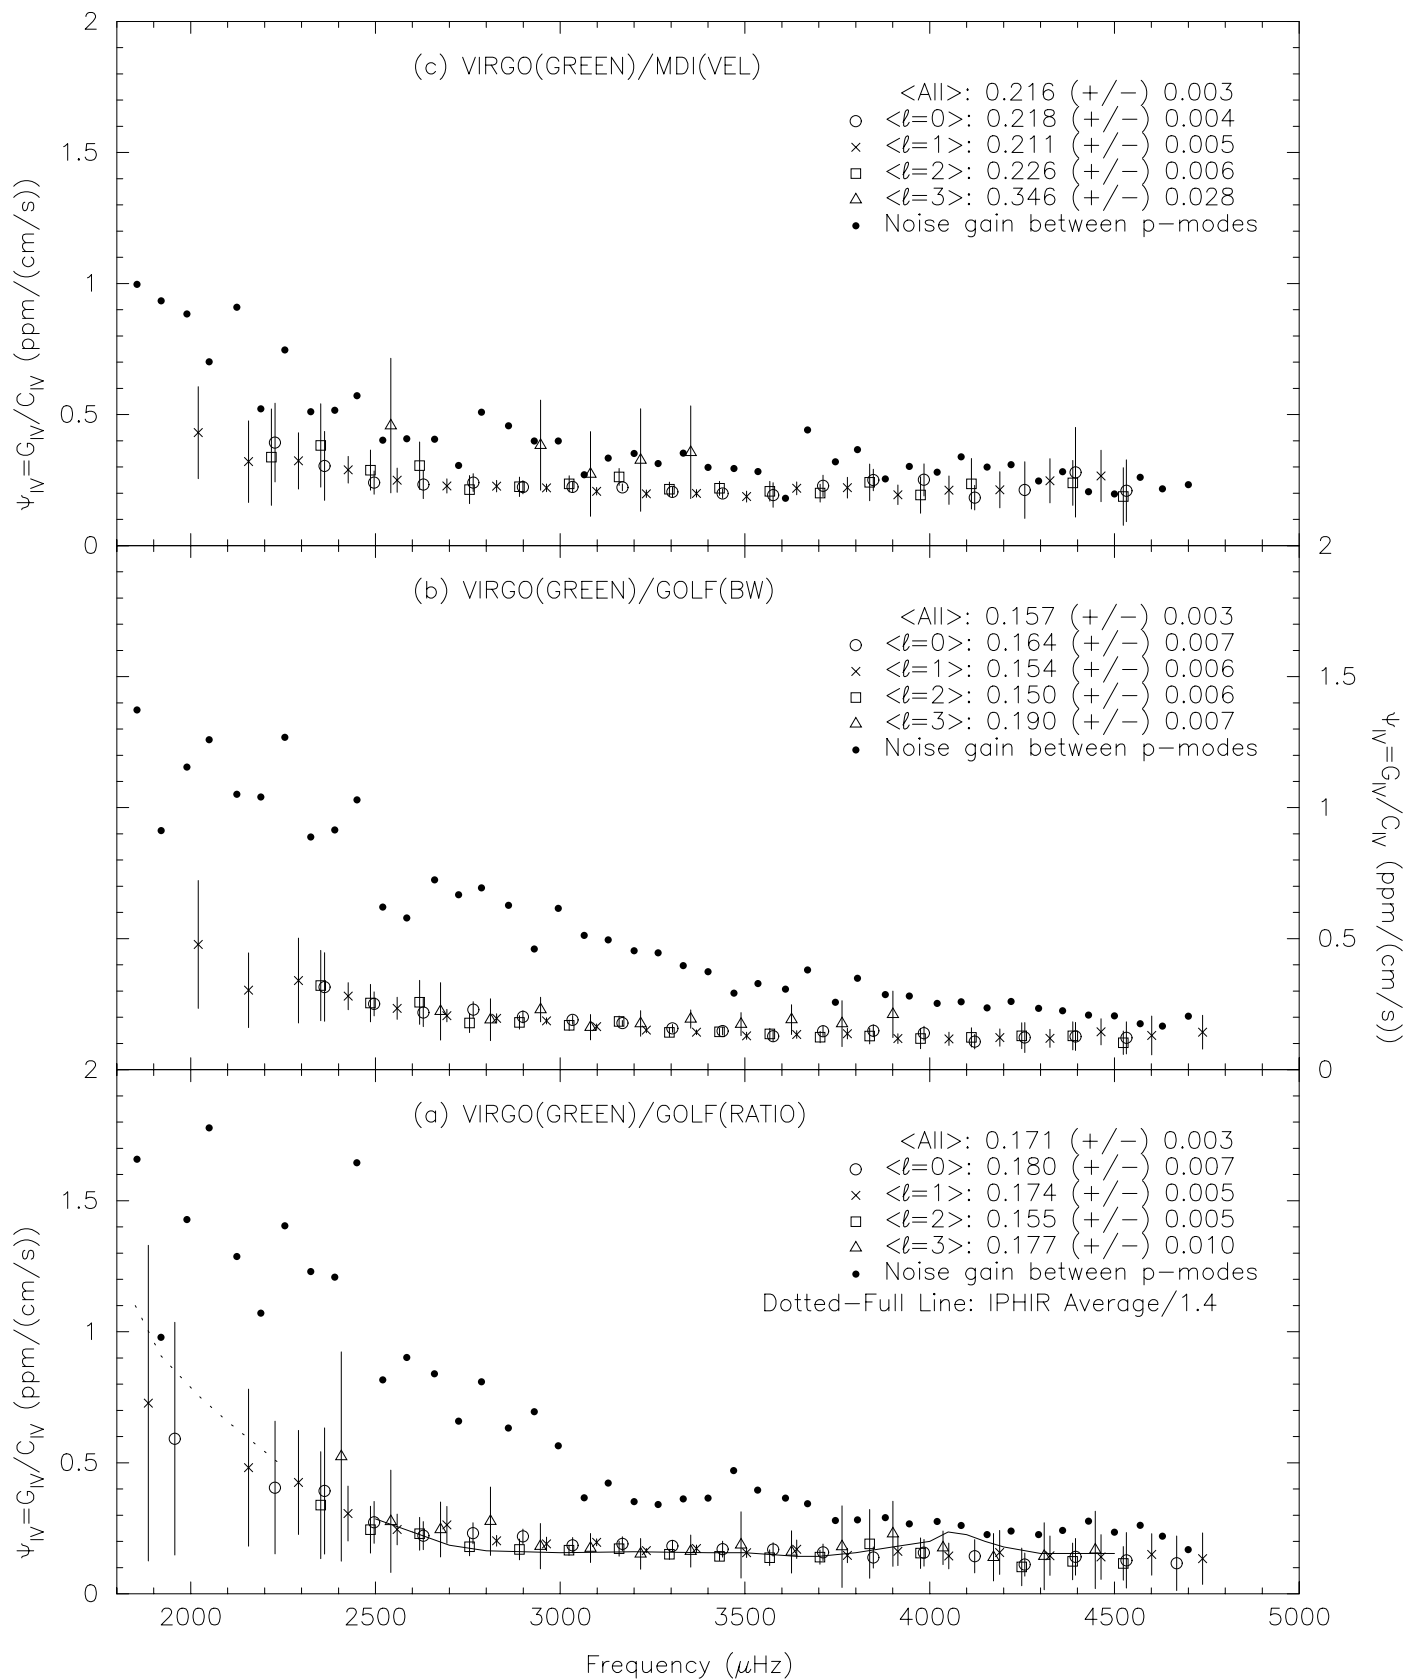 2
(c) VIRGO(GREEN)/MDI(VEL)
<All>: 0.216 (+/−) 0.003
<ℓ=0>: 0.218 (+/−) 0.004
1.5
<ℓ=1>: 0.211 (+/−) 0.005
<ℓ=2>: 0.226 (+/−) 0.006
<ℓ=3>: 0.346 (+/−) 0.028
Noise gain between p−modes
1
0.5
0
Ψ_IV=G_IV/C_IV (ppm/(cm/s))
2
(b) VIRGO(GREEN)/GOLF(BW)
<All>: 0.157 (+/−) 0.003
<ℓ=0>: 0.164 (+/−) 0.007
<ℓ=1>: 0.154 (+/−) 0.006
1.5
<ℓ=2>: 0.150 (+/−) 0.006
<ℓ=3>: 0.190 (+/−) 0.007
Noise gain between p−modes
1
0.5
0
Ψ_IV=G_IV/C_IV (ppm/(cm/s))
2
(a) VIRGO(GREEN)/GOLF(RATIO)
<All>: 0.171 (+/−) 0.003
<ℓ=0>: 0.180 (+/−) 0.007
1.5
<ℓ=1>: 0.174 (+/−) 0.005
<ℓ=2>: 0.155 (+/−) 0.005
<ℓ=3>: 0.177 (+/−) 0.010
Noise gain between p−modes
Dotted−Full Line: IPHIR Average/1.4
1
0.5
0
Ψ_IV=G_IV/C_IV (ppm/(cm/s))
2000 2500 3000 3500 4000 4500 5000
Frequency (μHz)